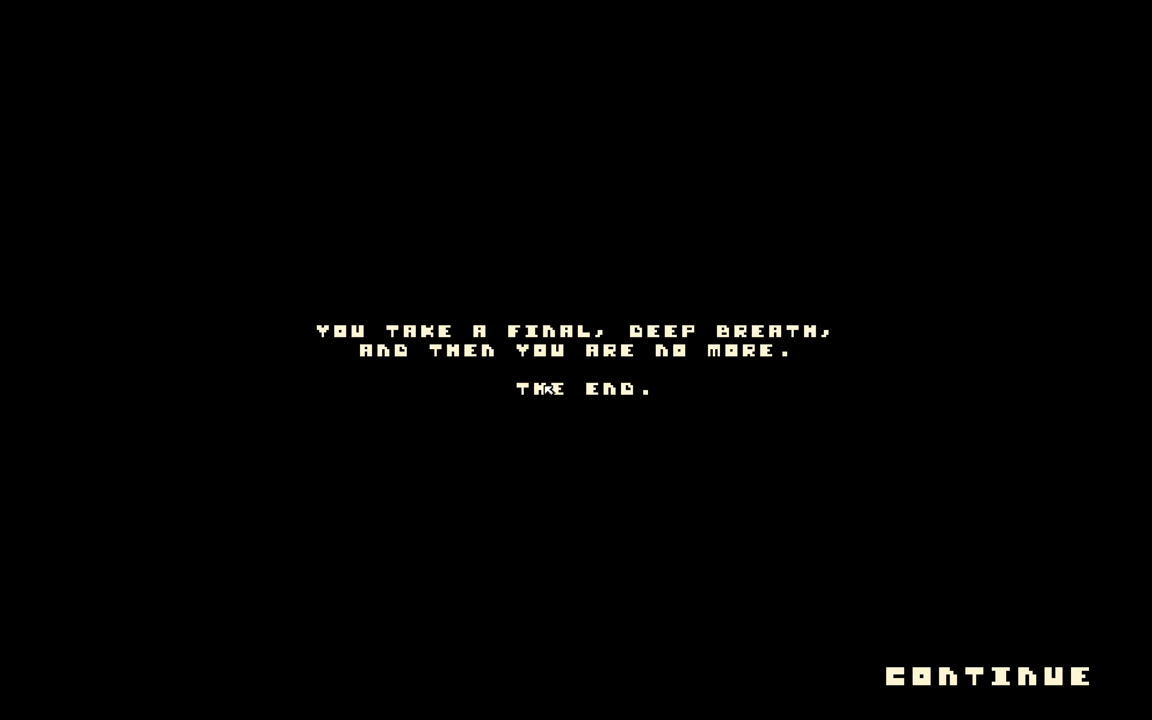 YOU TAKE A FINAL, DEEP BREATH,
AND THEN YOU ARE NO MORE.
THE END.
CONTINUE